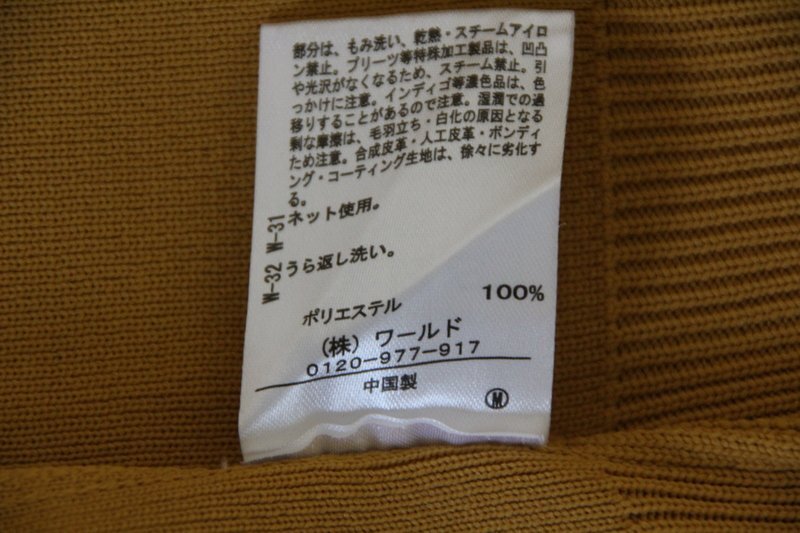 部分は、もみ洗い、乾熱・スチームアイロ
ン禁止。プリーツ等特殊加工製品は、凹凸
や光沢がなくなるため、スチーム禁止。引
っかけに注意。インディゴ等濃色品は、色
移りすることがあるので注意。湿潤での過
剰な摩擦は、毛羽立ち・白化の原因となる
ため注意。合成皮革・人工皮革・ボンディ
ング・コーティング生地は、徐々に劣化す
る。
W-31 ネット使用。
W-32 うら返し洗い。
ポリエステル 100%
（株）ワールド
0120-977-917
中国製
M